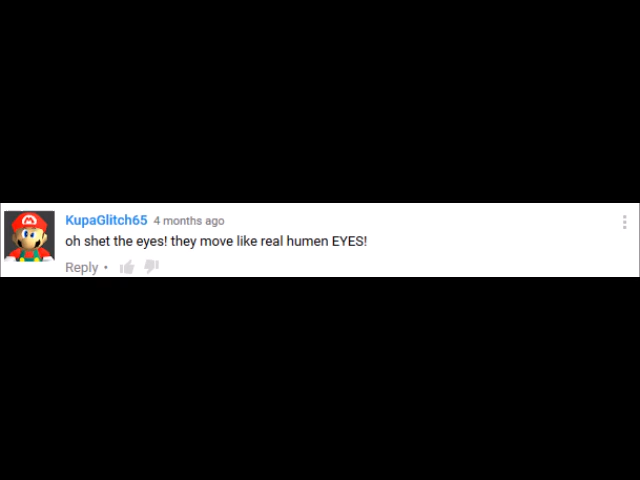 KupaGlitch65 4 months ago
oh shet the eyes! they move like real humen EYES!
Reply •